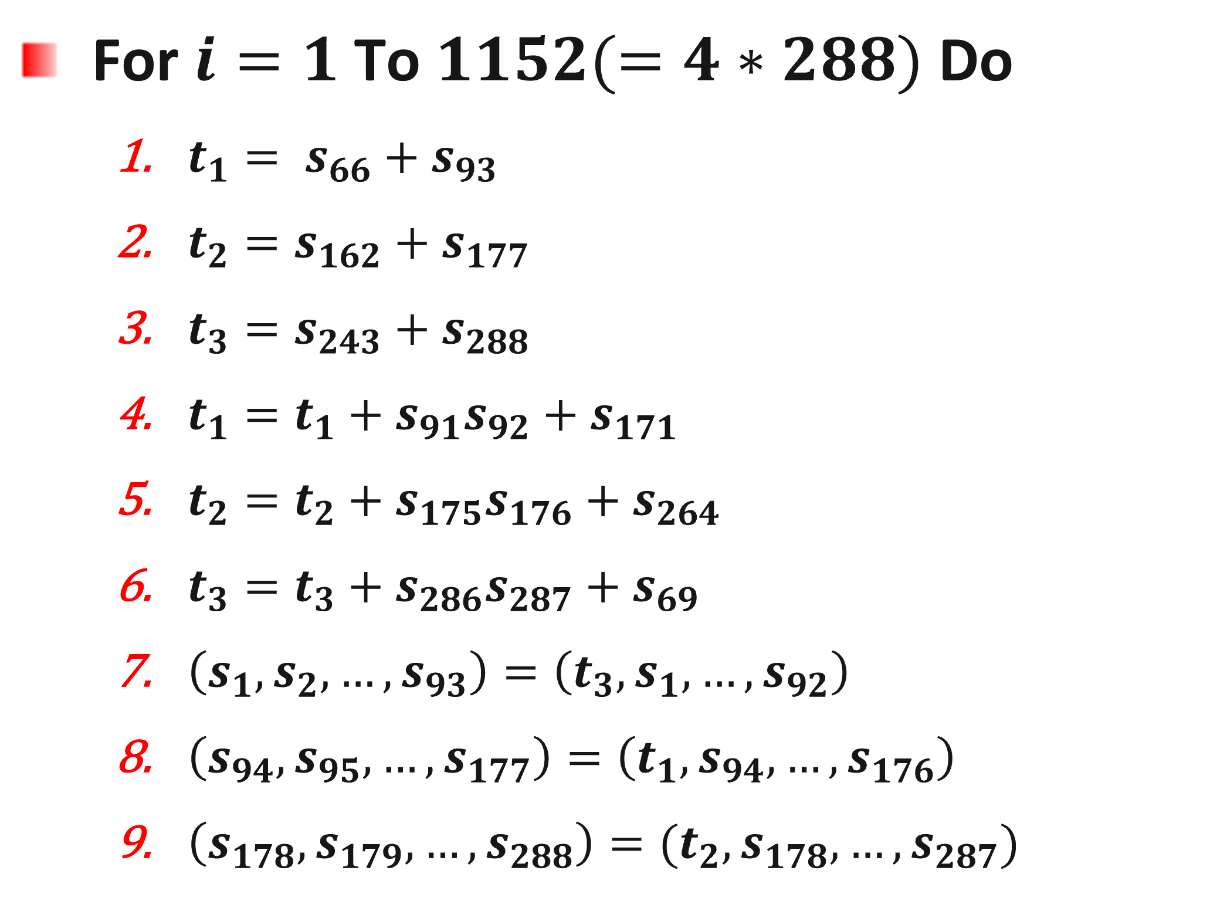 For i = 1 To 1152(= 4 * 288) Do
1. t₁ = s₆₆ + s₉₃
2. t₂ = s₁₆₂ + s₁₇₇
3. t₃ = s₂₄₃ + s₂₈₈
4. t₁ = t₁ + s₉₁s₉₂ + s₁₇₁
5. t₂ = t₂ + s₁₇₅s₁₇₆ + s₂₆₄
6. t₃ = t₃ + s₂₈₆s₂₈₇ + s₆₉
7. (s₁, s₂, … , s₉₃) = (t₃, s₁, … , s₉₂)
8. (s₉₄, s₉₅, … , s₁₇₇) = (t₁, s₉₄, … , s₁₇₆)
9. (s₁₇₈, s₁₇₉, … , s₂₈₈) = (t₂, s₁₇₈, … , s₂₈₇)